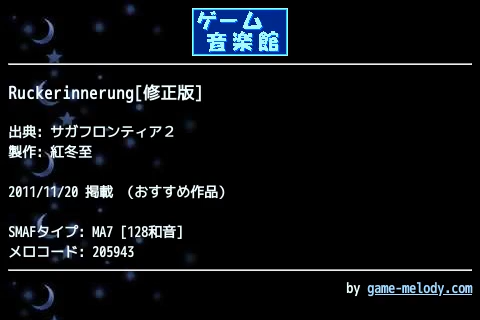 ゲーム
音楽館
Ruckerinnerung[修正版]
出典: サガフロンティア２
製作: 紅冬至
2011/11/20 掲載 (おすすめ作品)
SMAFタイプ: MA7 [128和音]
メロコード: 205943
by game-melody.com